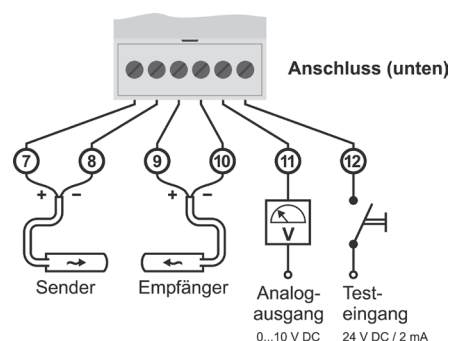 Anschluss (unten)
7 8 9 10 11 12
+ − + −
V
Sender Empfänger Analog- Test-
ausgang eingang
0...10 V DC 24 V DC / 2 mA